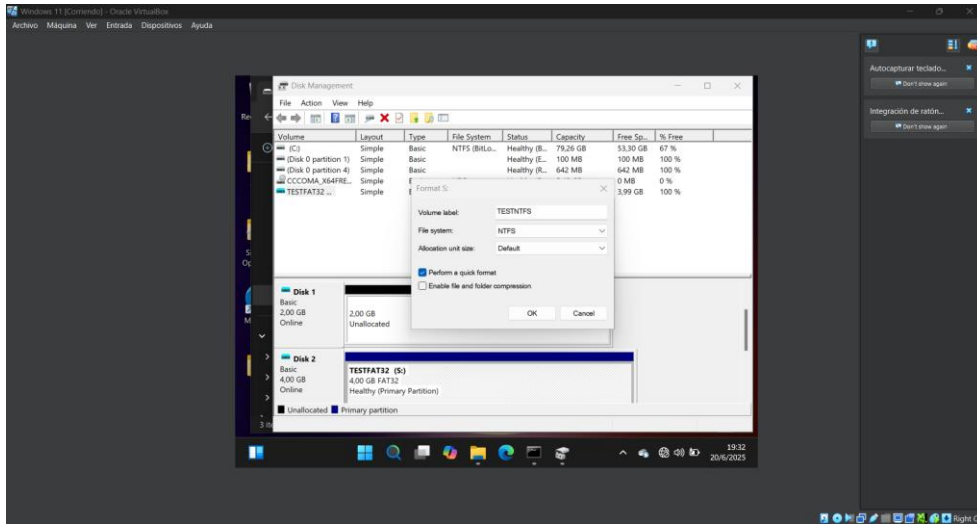 Windows 11 [Corriendo] - Oracle VirtualBox
Archivo Máquina Ver Entrada Dispositivos Ayuda
Autocapturar teclado...
Don't show again
Integración de ratón...
Don't show again
Disk Management
File Action View Help
Volume Layout Type File System Status Capacity Free Sp... % Free
(C:) Simple Basic NTFS (BitLo... Healthy (B... 79,26 GB 53,30 GB 67 %
(Disk 0 partition 1) Simple Basic Healthy (E... 100 MB 100 MB 100 %
(Disk 0 partition 4) Simple Basic Healthy (R... 642 MB 642 MB 100 %
CCCOMA_X64FRE... Simple 0 MB 0 %
TESTFAT32 ... Simple 3,99 GB 100 %
Format S:
Volume label: TESTNTFS
File system: NTFS
Allocation unit size: Default
Perform a quick format
Enable file and folder compression
OK Cancel
Disk 1
Basic
2,00 GB
Online
2,00 GB
Unallocated
Disk 2
Basic
4,00 GB
Online
TESTFAT32 (S:)
4,00 GB FAT32
Healthy (Primary Partition)
Unallocated Primary partition
19:32
20/6/2025
Right